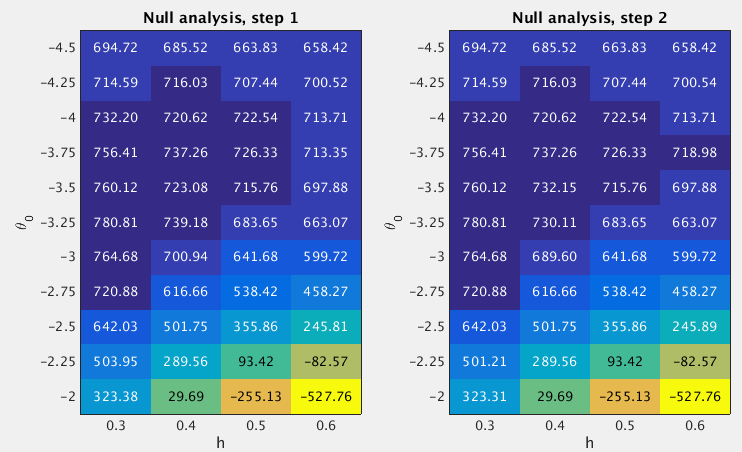 Null analysis, step 1
−4.5 694.72 685.52 663.83 658.42
−4.25 714.59 716.03 707.44 700.52
−4 732.20 720.62 722.54 713.71
−3.75 756.41 737.26 726.33 713.35
−3.5 760.12 723.08 715.76 697.88
−3.25 780.81 739.18 683.65 663.07
−3 764.68 700.94 641.68 599.72
−2.75 720.88 616.66 538.42 458.27
−2.5 642.03 501.75 355.86 245.81
−2.25 503.95 289.56 93.42 −82.57
−2 323.38 29.69 −255.13 −527.76
0.3 0.4 0.5 0.6
h
θ0
Null analysis, step 2
−4.5 694.72 685.52 663.83 658.42
−4.25 714.59 716.03 707.44 700.54
−4 732.20 720.62 722.54 713.71
−3.75 756.41 737.26 726.33 718.98
−3.5 760.12 732.15 715.76 697.88
−3.25 780.81 730.11 683.65 663.07
−3 764.68 689.60 641.68 599.72
−2.75 720.88 616.66 538.42 458.27
−2.5 642.03 501.75 355.86 245.89
−2.25 501.21 289.56 93.42 −82.57
−2 323.31 29.69 −255.13 −527.76
0.3 0.4 0.5 0.6
h
θ0